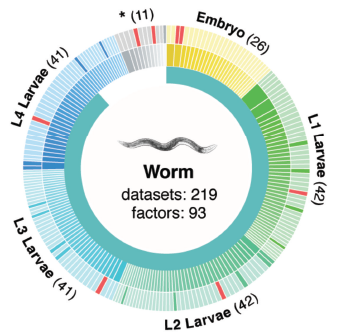 * (11)
Embryo (26)
L1 Larvae (42)
L2 Larvae (42)
L3 Larvae (41)
L4 Larvae (41)
Worm
datasets: 219
factors: 93